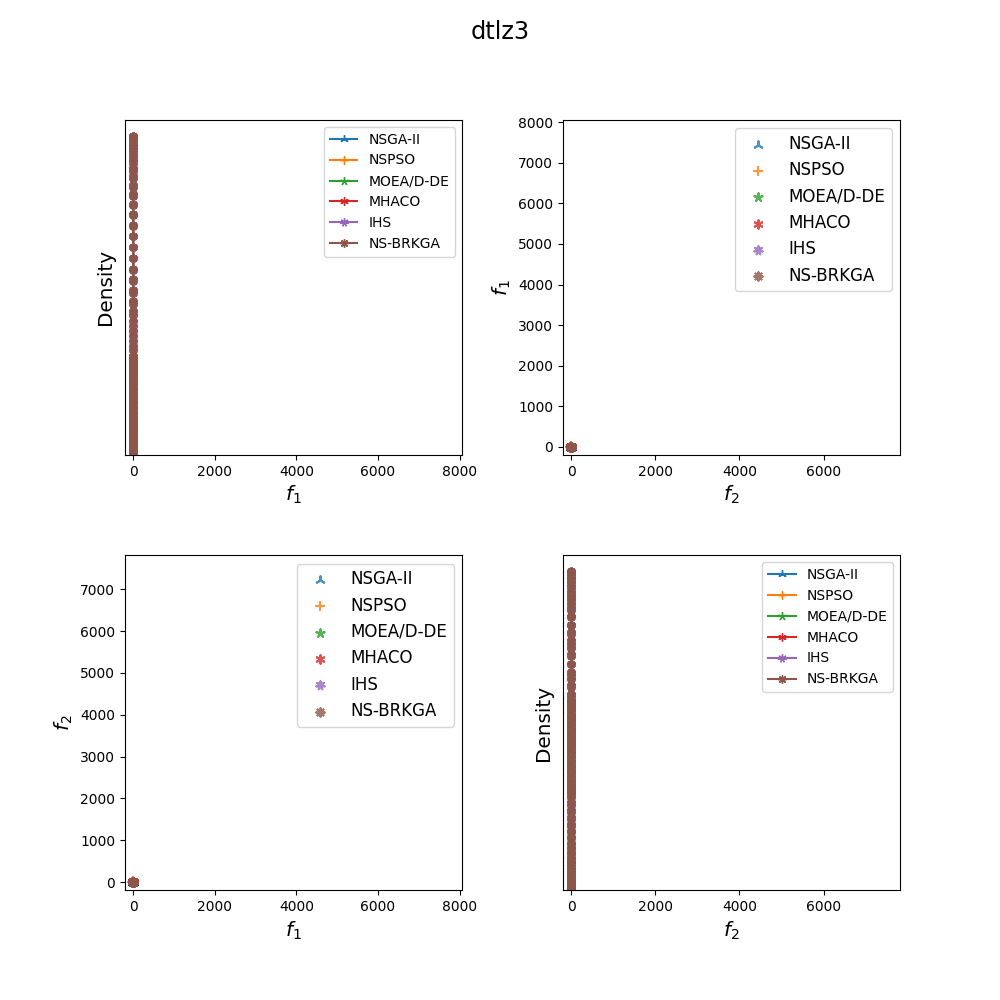 dtlz3
Density
NSGA-II
NSPSO
MOEA/D-DE
MHACO
IHS
NS-BRKGA
0 2000 4000 6000 8000
f1
f1
8000
7000
6000
5000
4000
3000
2000
1000
0
NSGA-II
NSPSO
MOEA/D-DE
MHACO
IHS
NS-BRKGA
0 2000 4000 6000
f2
f2
7000
6000
5000
4000
3000
2000
1000
0
NSGA-II
NSPSO
MOEA/D-DE
MHACO
IHS
NS-BRKGA
0 2000 4000 6000 8000
f1
Density
NSGA-II
NSPSO
MOEA/D-DE
MHACO
IHS
NS-BRKGA
0 2000 4000 6000
f2